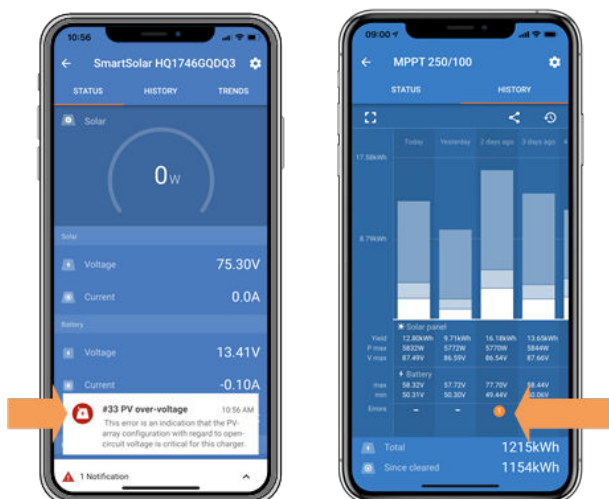 10:56
SmartSolar HQ1746GQDQ3
STATUS HISTORY TRENDS
Solar
0W
Solar
Voltage 75.30V
Current 0.0A
Battery
Voltage 13.41V
Current -0.10A
#33 PV over-voltage 10:56 AM
This error is an indication that the PV-
array configuration with regard to open-
circuit voltage is critical for this charger.
1 Notification
09:00
MPPT 250/100
STATUS HISTORY
Today Yesterday 2 days ago 3 days ago 4
17.58kWh
8.79kWh
Solar panel
Yield 12.80kWh 9.71kWh 16.18kWh 13.65kWh
P max 5832W 5772W 5770W 5844W
V max 87.49V 86.59V 86.54V 87.66V
Battery
max 58.32V 57.72V 77.70V 58.44V
min 50.31V 50.30V 49.44V
Errors - - 1
Total 1215kWh
Since cleared 1154kWh